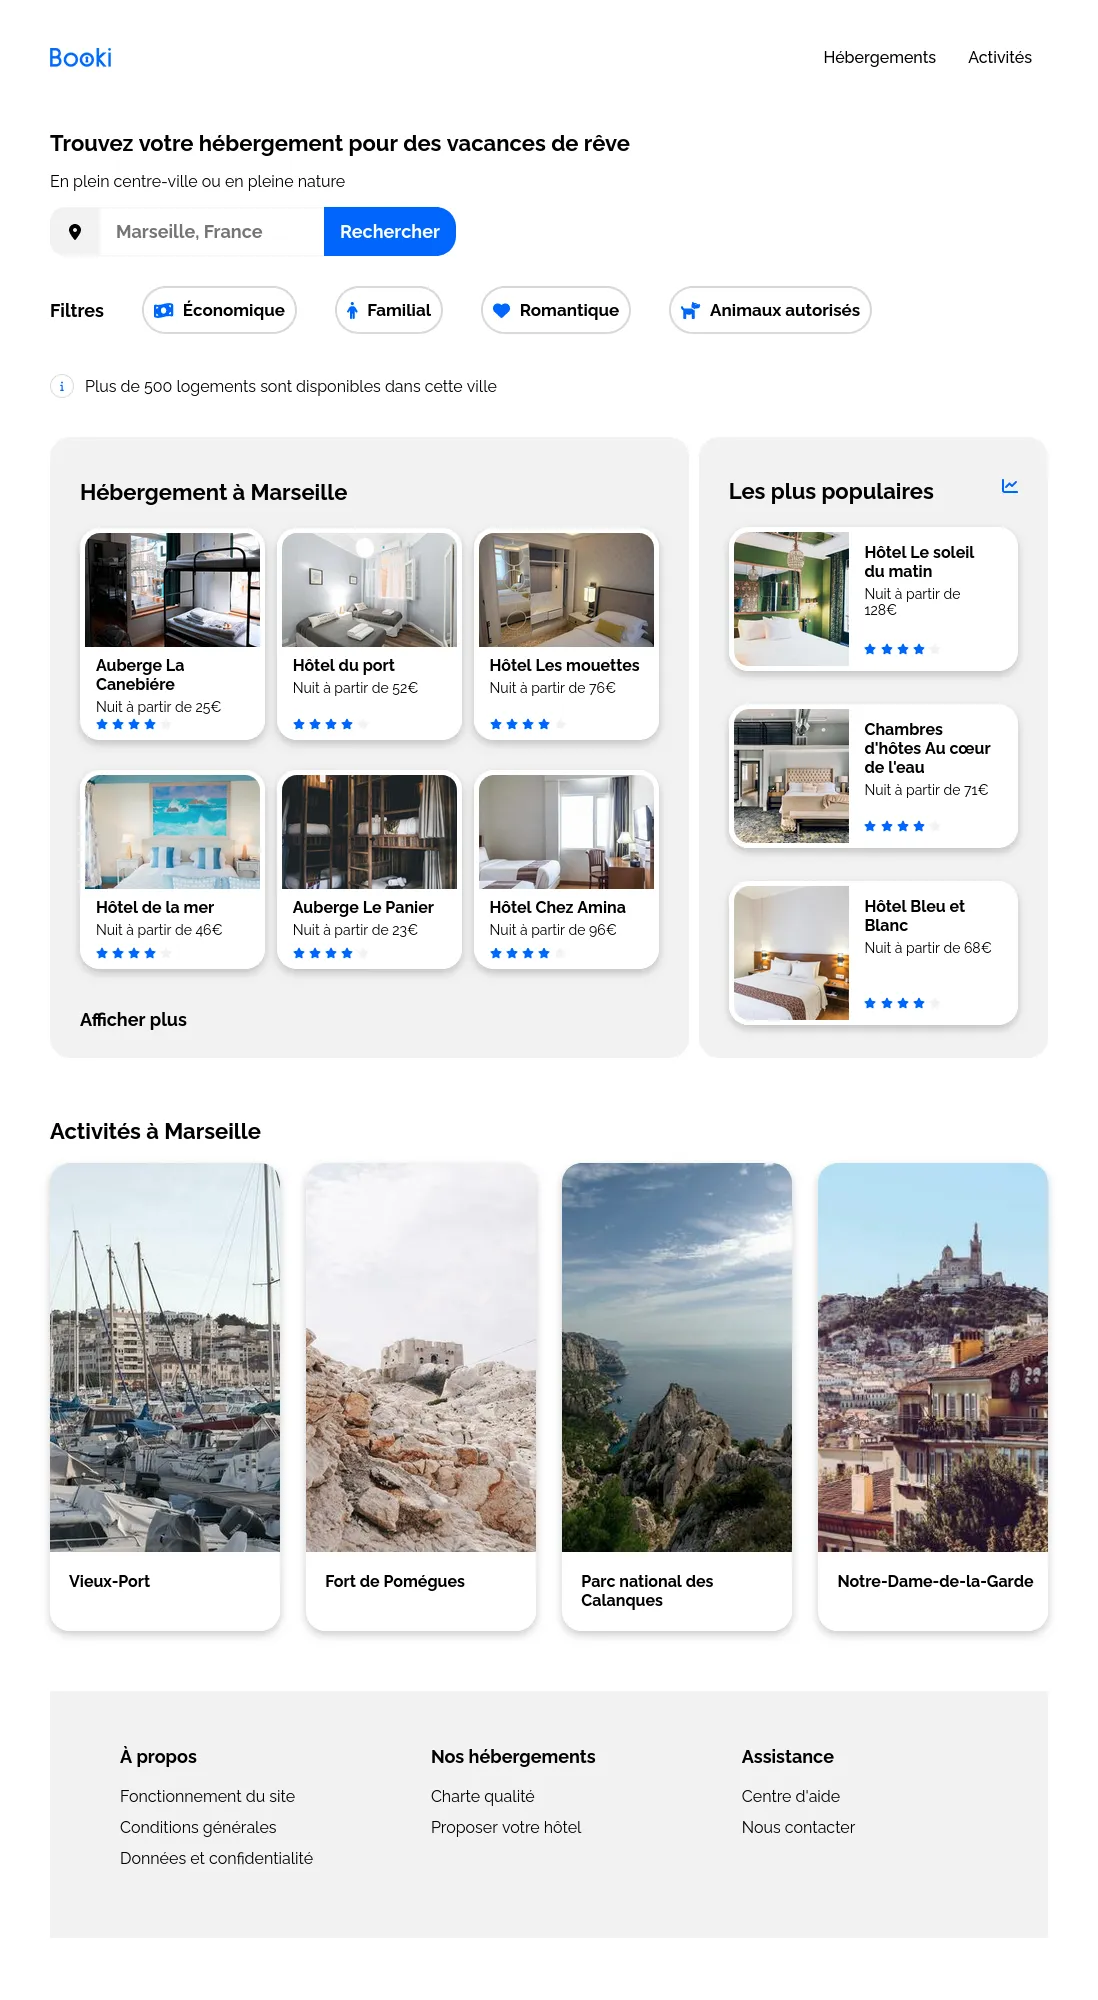 Booki
Hébergements
Activités
Trouvez votre hébergement pour des vacances de rêve
En plein centre-ville ou en pleine nature
Marseille, France
Rechercher
Filtres
Économique
Familial
Romantique
Animaux autorisés
Plus de 500 logements sont disponibles dans cette ville
Hébergement à Marseille
Auberge La
Canebiére
Nuit à partir de 25€
Hôtel du port
Nuit à partir de 52€
Hôtel Les mouettes
Nuit à partir de 76€
Hôtel de la mer
Nuit à partir de 46€
Auberge Le Panier
Nuit à partir de 23€
Hôtel Chez Amina
Nuit à partir de 96€
Afficher plus
Les plus populaires
Hôtel Le soleil
du matin
Nuit à partir de
128€
Chambres
d'hôtes Au cœur
de l'eau
Nuit à partir de 71€
Hôtel Bleu et
Blanc
Nuit à partir de 68€
Activités à Marseille
Vieux-Port
Fort de Pomégues
Parc national des
Calanques
Notre-Dame-de-la-Garde
À propos
Fonctionnement du site
Conditions générales
Données et confidentialité
Nos hébergements
Charte qualité
Proposer votre hôtel
Assistance
Centre d'aide
Nous contacter